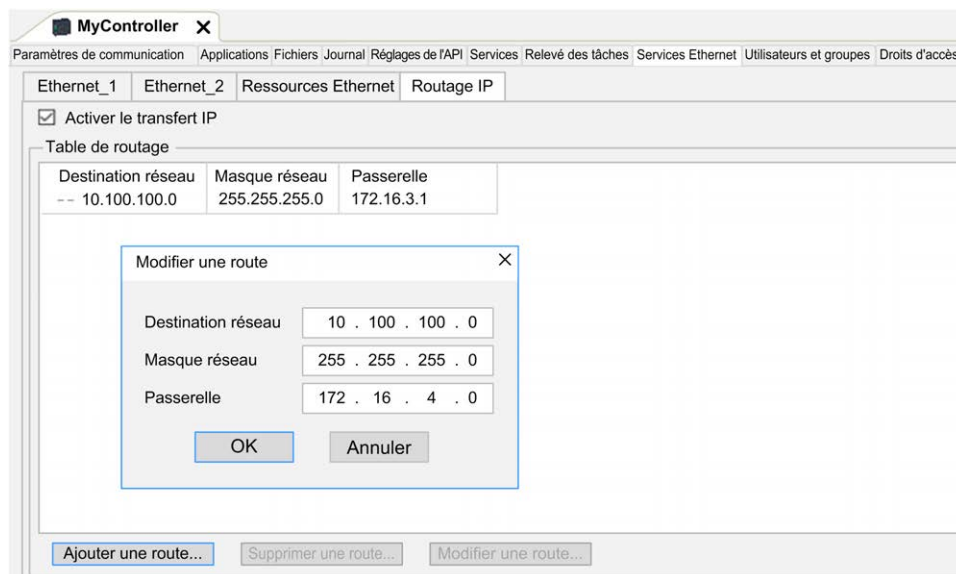 MyController X
Paramètres de communication Applications Fichiers Journal Réglages de l'API Services Relevé des tâches Services Ethernet Utilisateurs et groupes Droits d'accès
Ethernet_1 Ethernet_2 Ressources Ethernet Routage IP
Activer le transfert IP
Table de routage
Destination réseau Masque réseau Passerelle
-- 10.100.100.0 255.255.255.0 172.16.3.1
Modifier une route
Destination réseau 10 . 100 . 100 . 0
Masque réseau 255 . 255 . 255 . 0
Passerelle 172 . 16 . 4 . 0
OK Annuler
Ajouter une route... Supprimer une route... Modifier une route...